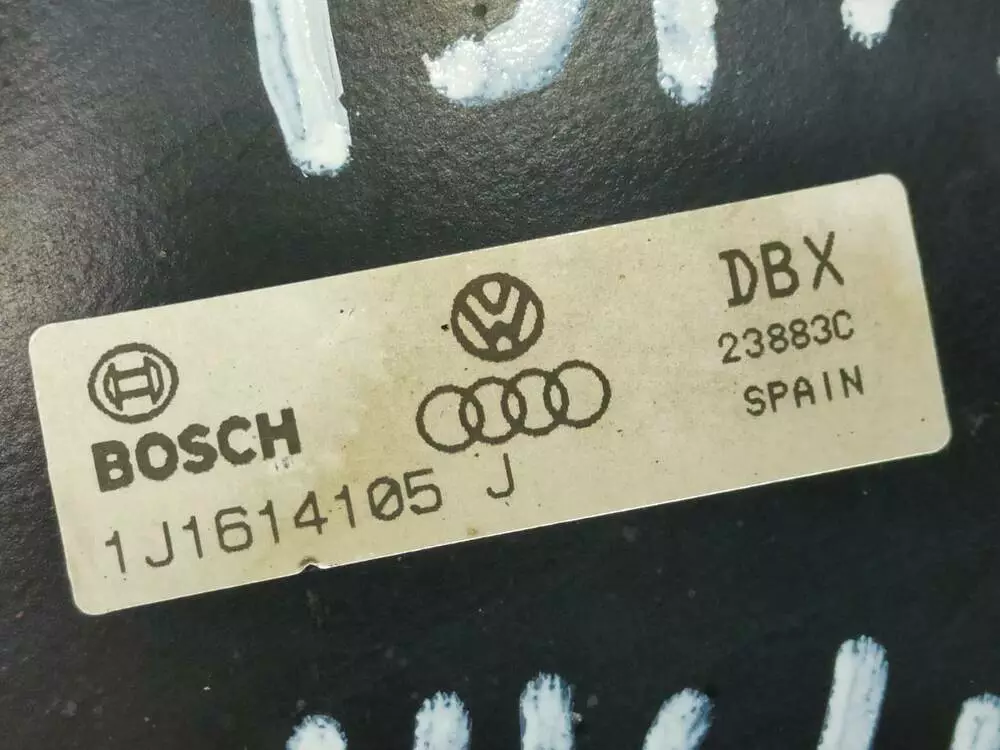 DBX
23883C
SPAIN
BOSCH
1J1614105 J